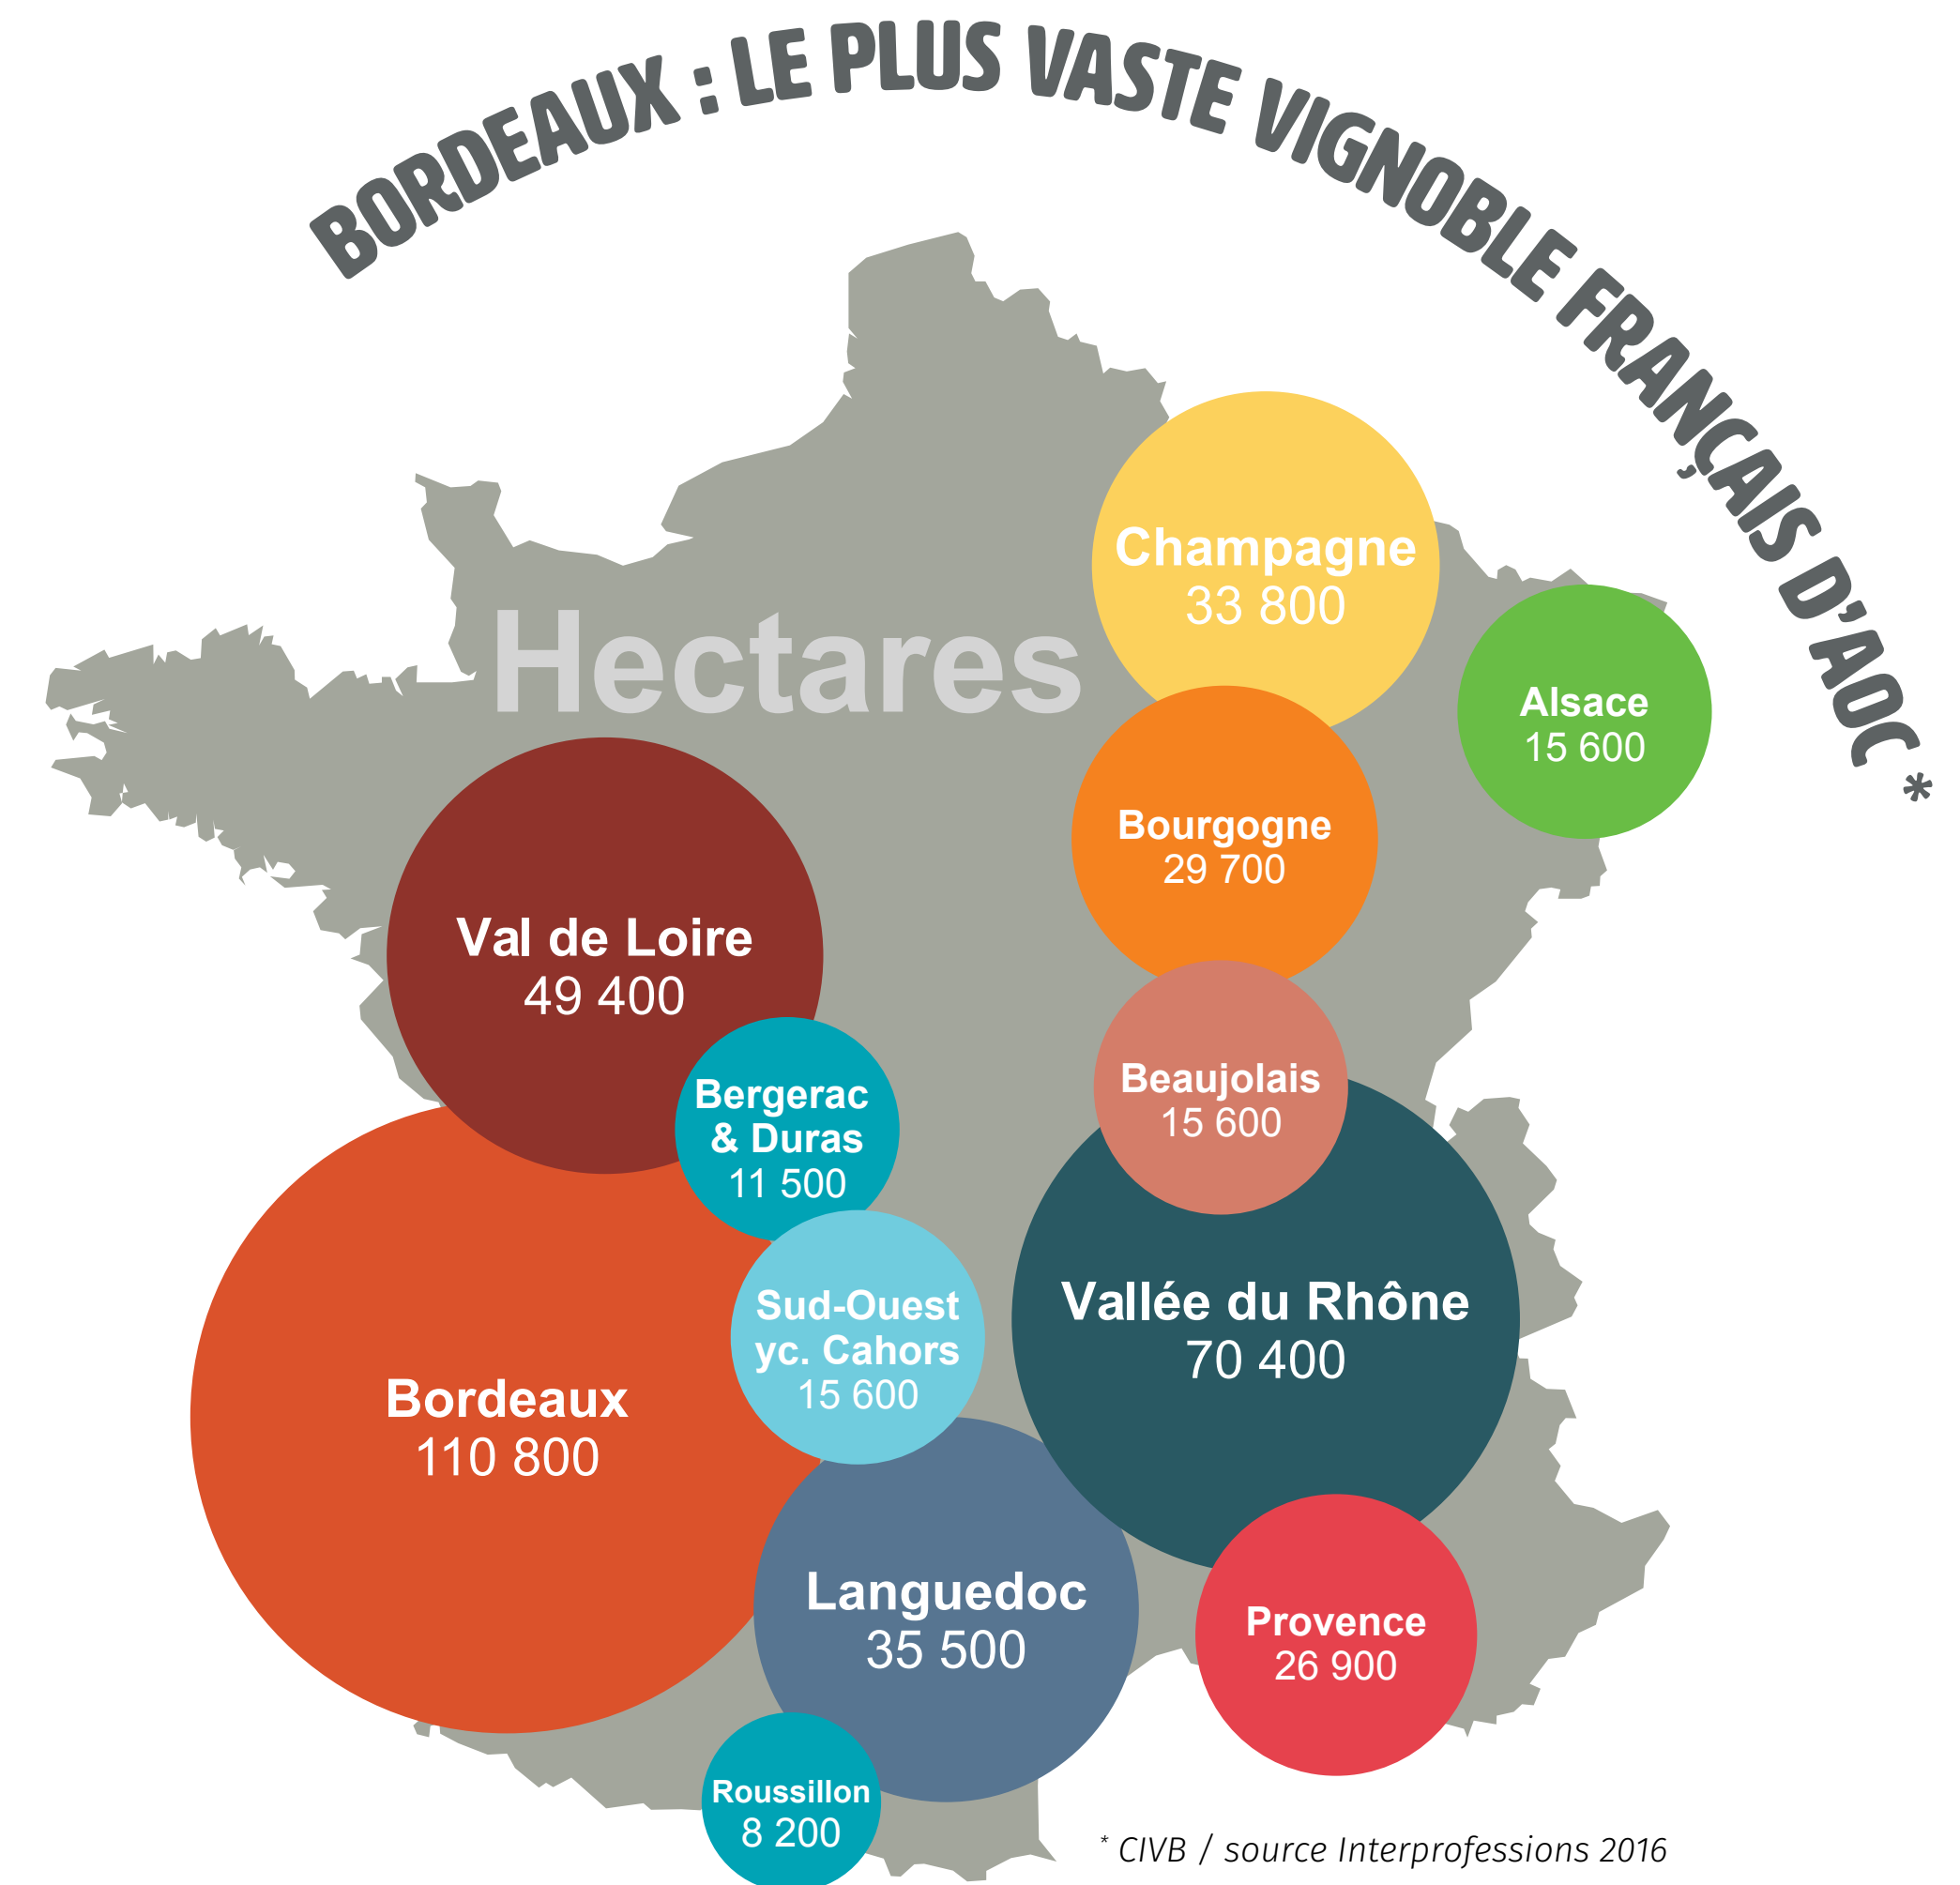 BORDEAUX : LE PLUS VASTE VIGNOBLE FRANÇAIS D'AOC *
Hectares
Champagne
33 800
Alsace
15 600
Bourgogne
29 700
Val de Loire
49 400
Bergerac
& Duras
11 500
Beaujolais
15 600
Sud-Ouest
yc. Cahors
15 600
Vallée du Rhône
70 400
Bordeaux
110 800
Languedoc
35 500
Provence
26 900
Roussillon
8 200
* CIVB / source Interprofessions 2016